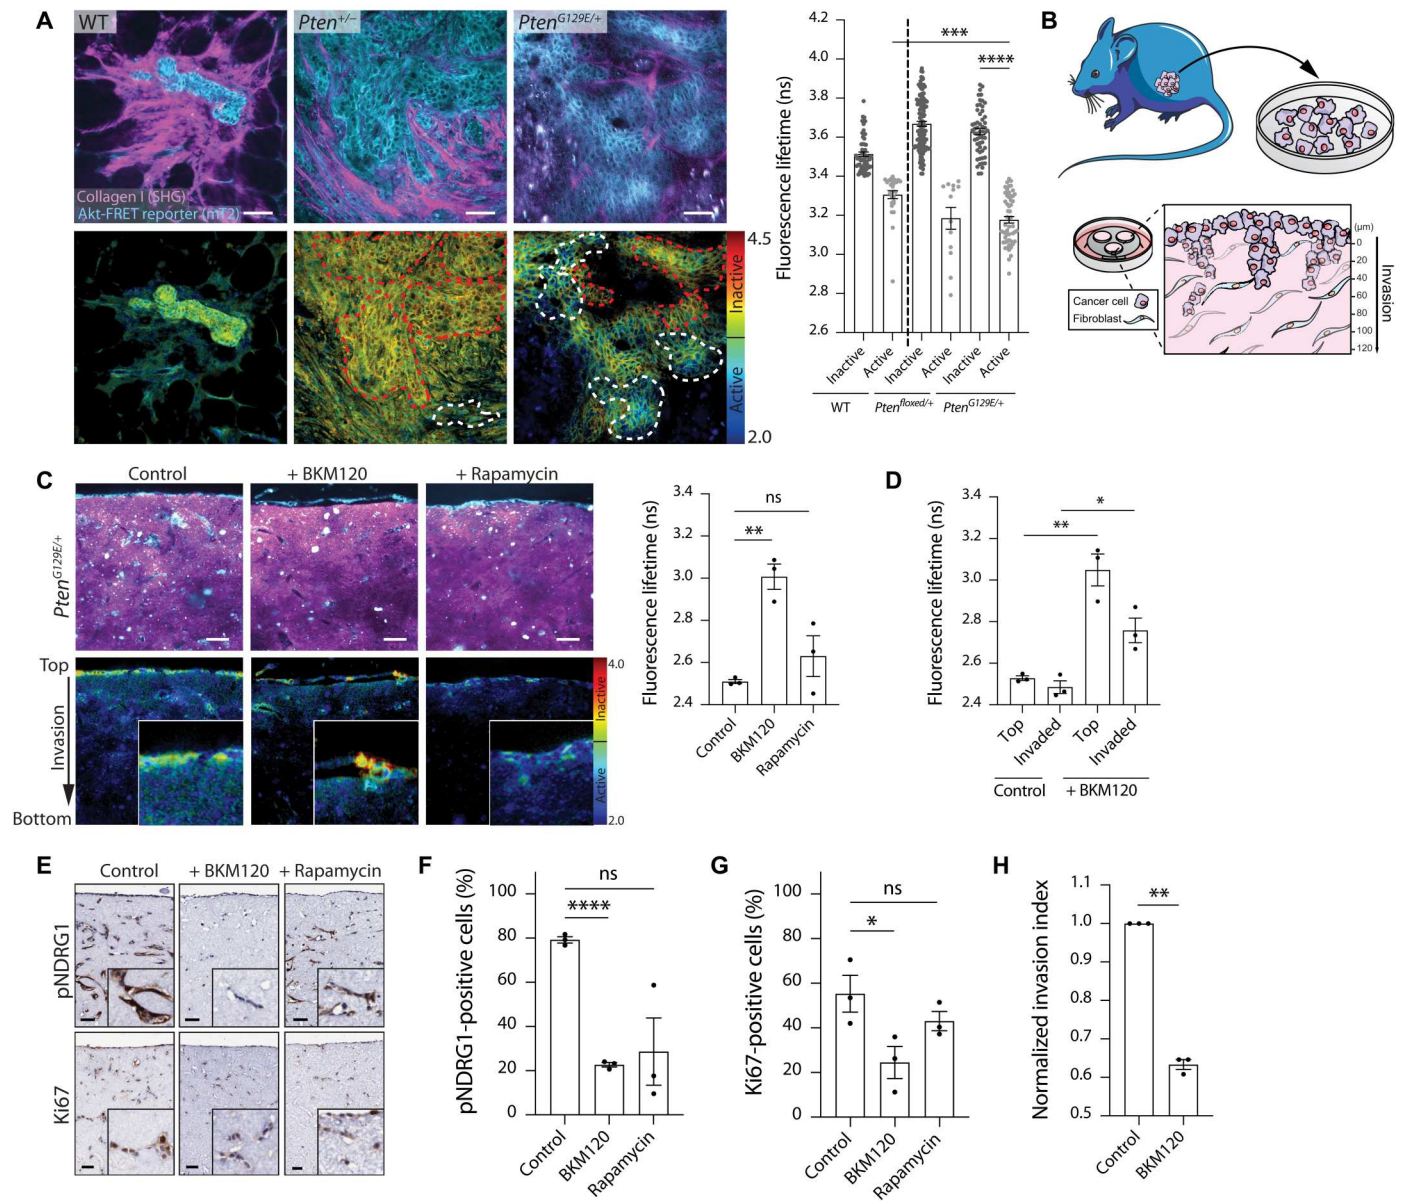 A
WT
Pten+/−
PtenG129E/+
Collagen I (SHG)
Akt-FRET reporter (mT2)
4.5
Inactive
Active
2.0
Fluorescence lifetime (ns)
4.2
4.0
3.8
3.6
3.4
3.2
3.0
2.8
2.6
***
****
Inactive
Active
Inactive
Active
Inactive
Active
WT
Ptenfloxed/+
PtenG129E/+
B
Cancer cell
Fibroblast
(µm)
0
20
40
60
80
100
120
Invasion
C
Control
+ BKM120
+ Rapamycin
PtenG129E/+
Top
Invasion
Bottom
4.0
Inactive
Active
2.0
Fluorescence lifetime (ns)
3.4
3.2
3.0
2.8
2.6
2.4
ns
**
Control
BKM120
Rapamycin
D
Fluorescence lifetime (ns)
3.4
3.2
3.0
2.8
2.6
2.4
*
**
Top
Invaded
Top
Invaded
Control
+ BKM120
E
Control
+ BKM120
+ Rapamycin
pNDRG1
Ki67
F
pNDRG1-positive cells (%)
100
80
60
40
20
0
ns
****
Control
BKM120
Rapamycin
G
Ki67-positive cells (%)
100
80
60
40
20
0
ns
*
Control
BKM120
Rapamycin
H
Normalized invasion index
1.1
1.0
0.9
0.8
0.7
0.6
0.5
**
Control
BKM120